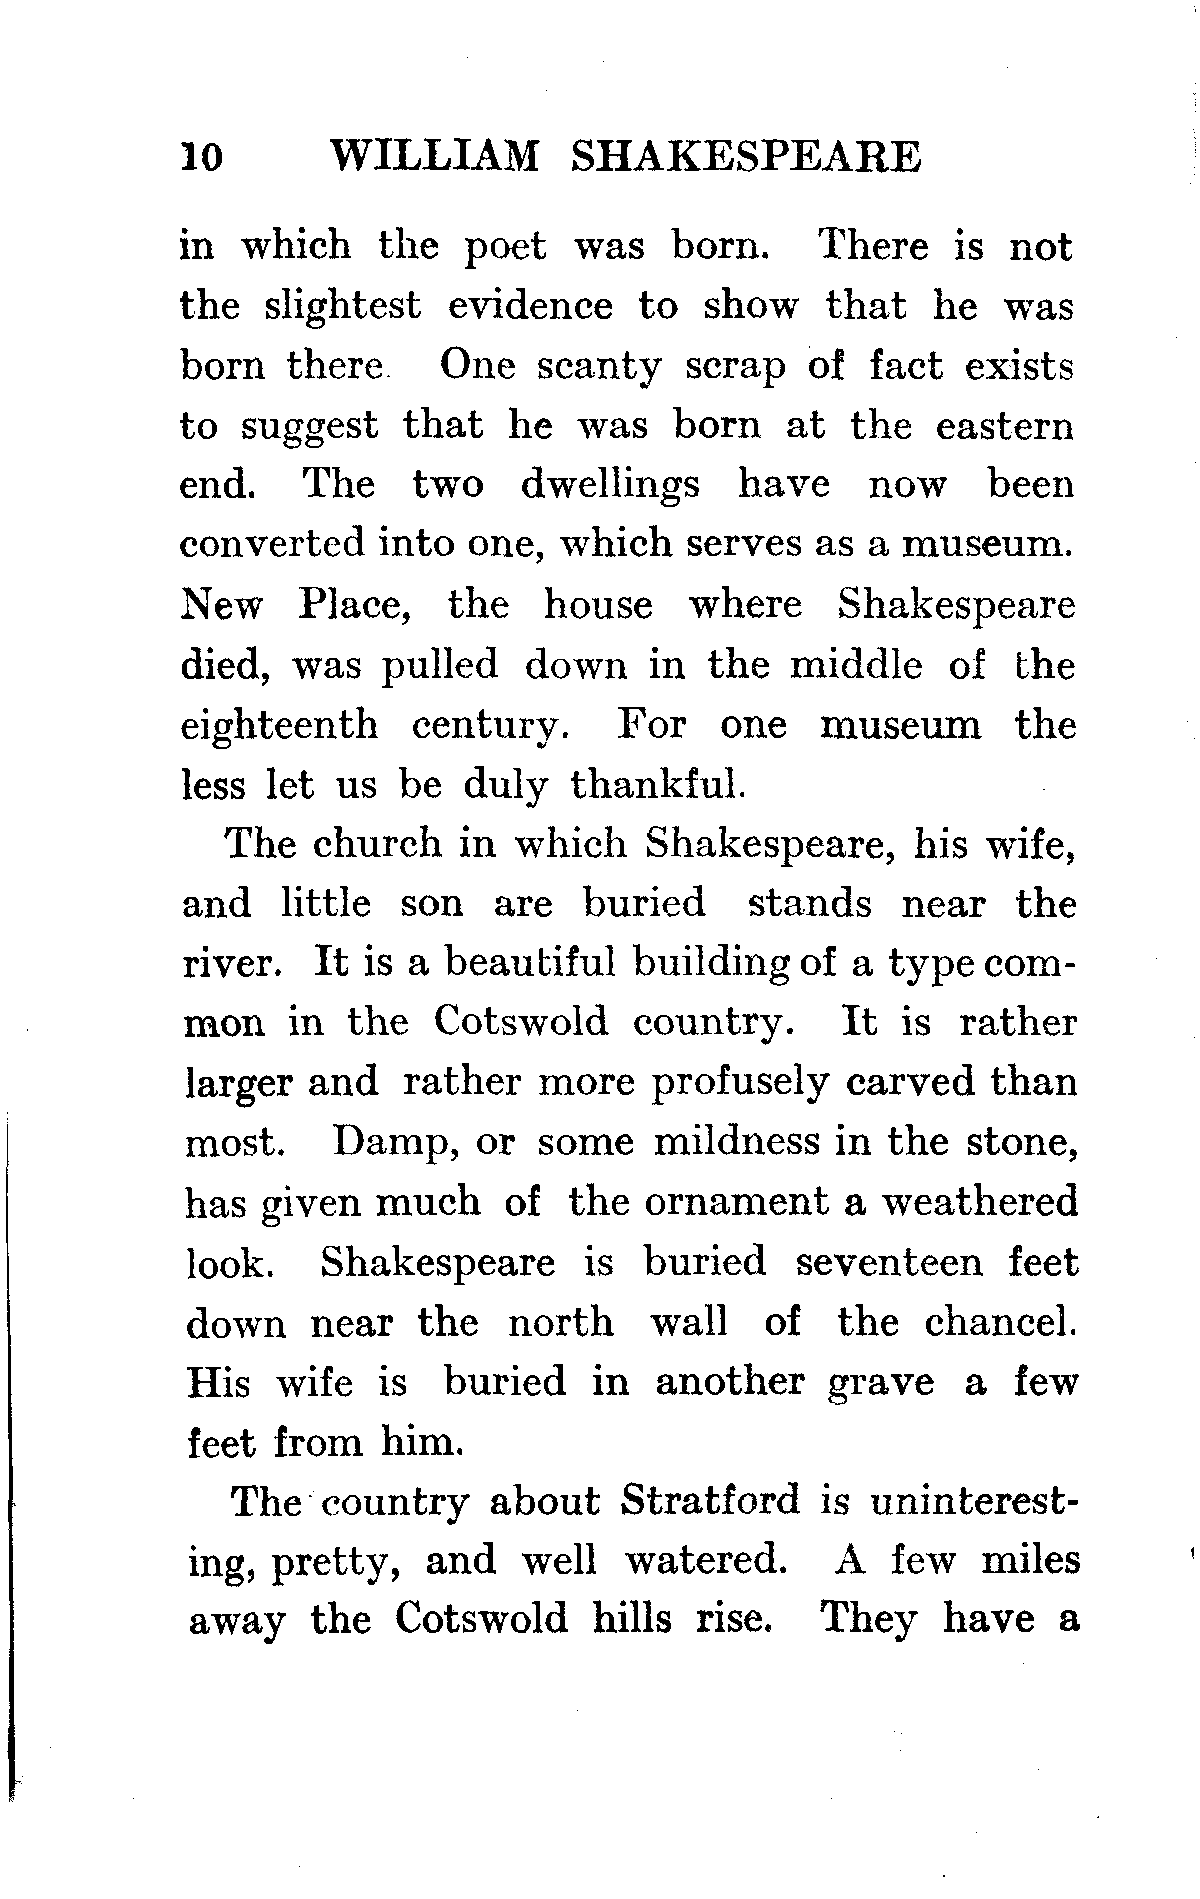 10 WILLIAM SHAKESPEARE
in which the poet was born. There is not
the slightest evidence to show that he was
born there. One scanty scrap of fact exists
to suggest that he was born at the eastern
end. The two dwellings have now been
converted into one, which serves as a museum.
New Place, the house where Shakespeare
died, was pulled down in the middle of the
eighteenth century. For one museum the
less let us be duly thankful.
The church in which Shakespeare, his wife,
and little son are buried stands near the
river. It is a beautiful building of a type com-
mon in the Cotswold country. It is rather
larger and rather more profusely carved than
most. Damp, or some mildness in the stone,
has given much of the ornament a weathered
look. Shakespeare is buried seventeen feet
down near the north wall of the chancel.
His wife is buried in another grave a few
feet from him.
The country about Stratford is uninterest-
ing, pretty, and well watered. A few miles
away the Cotswold hills rise. They have a